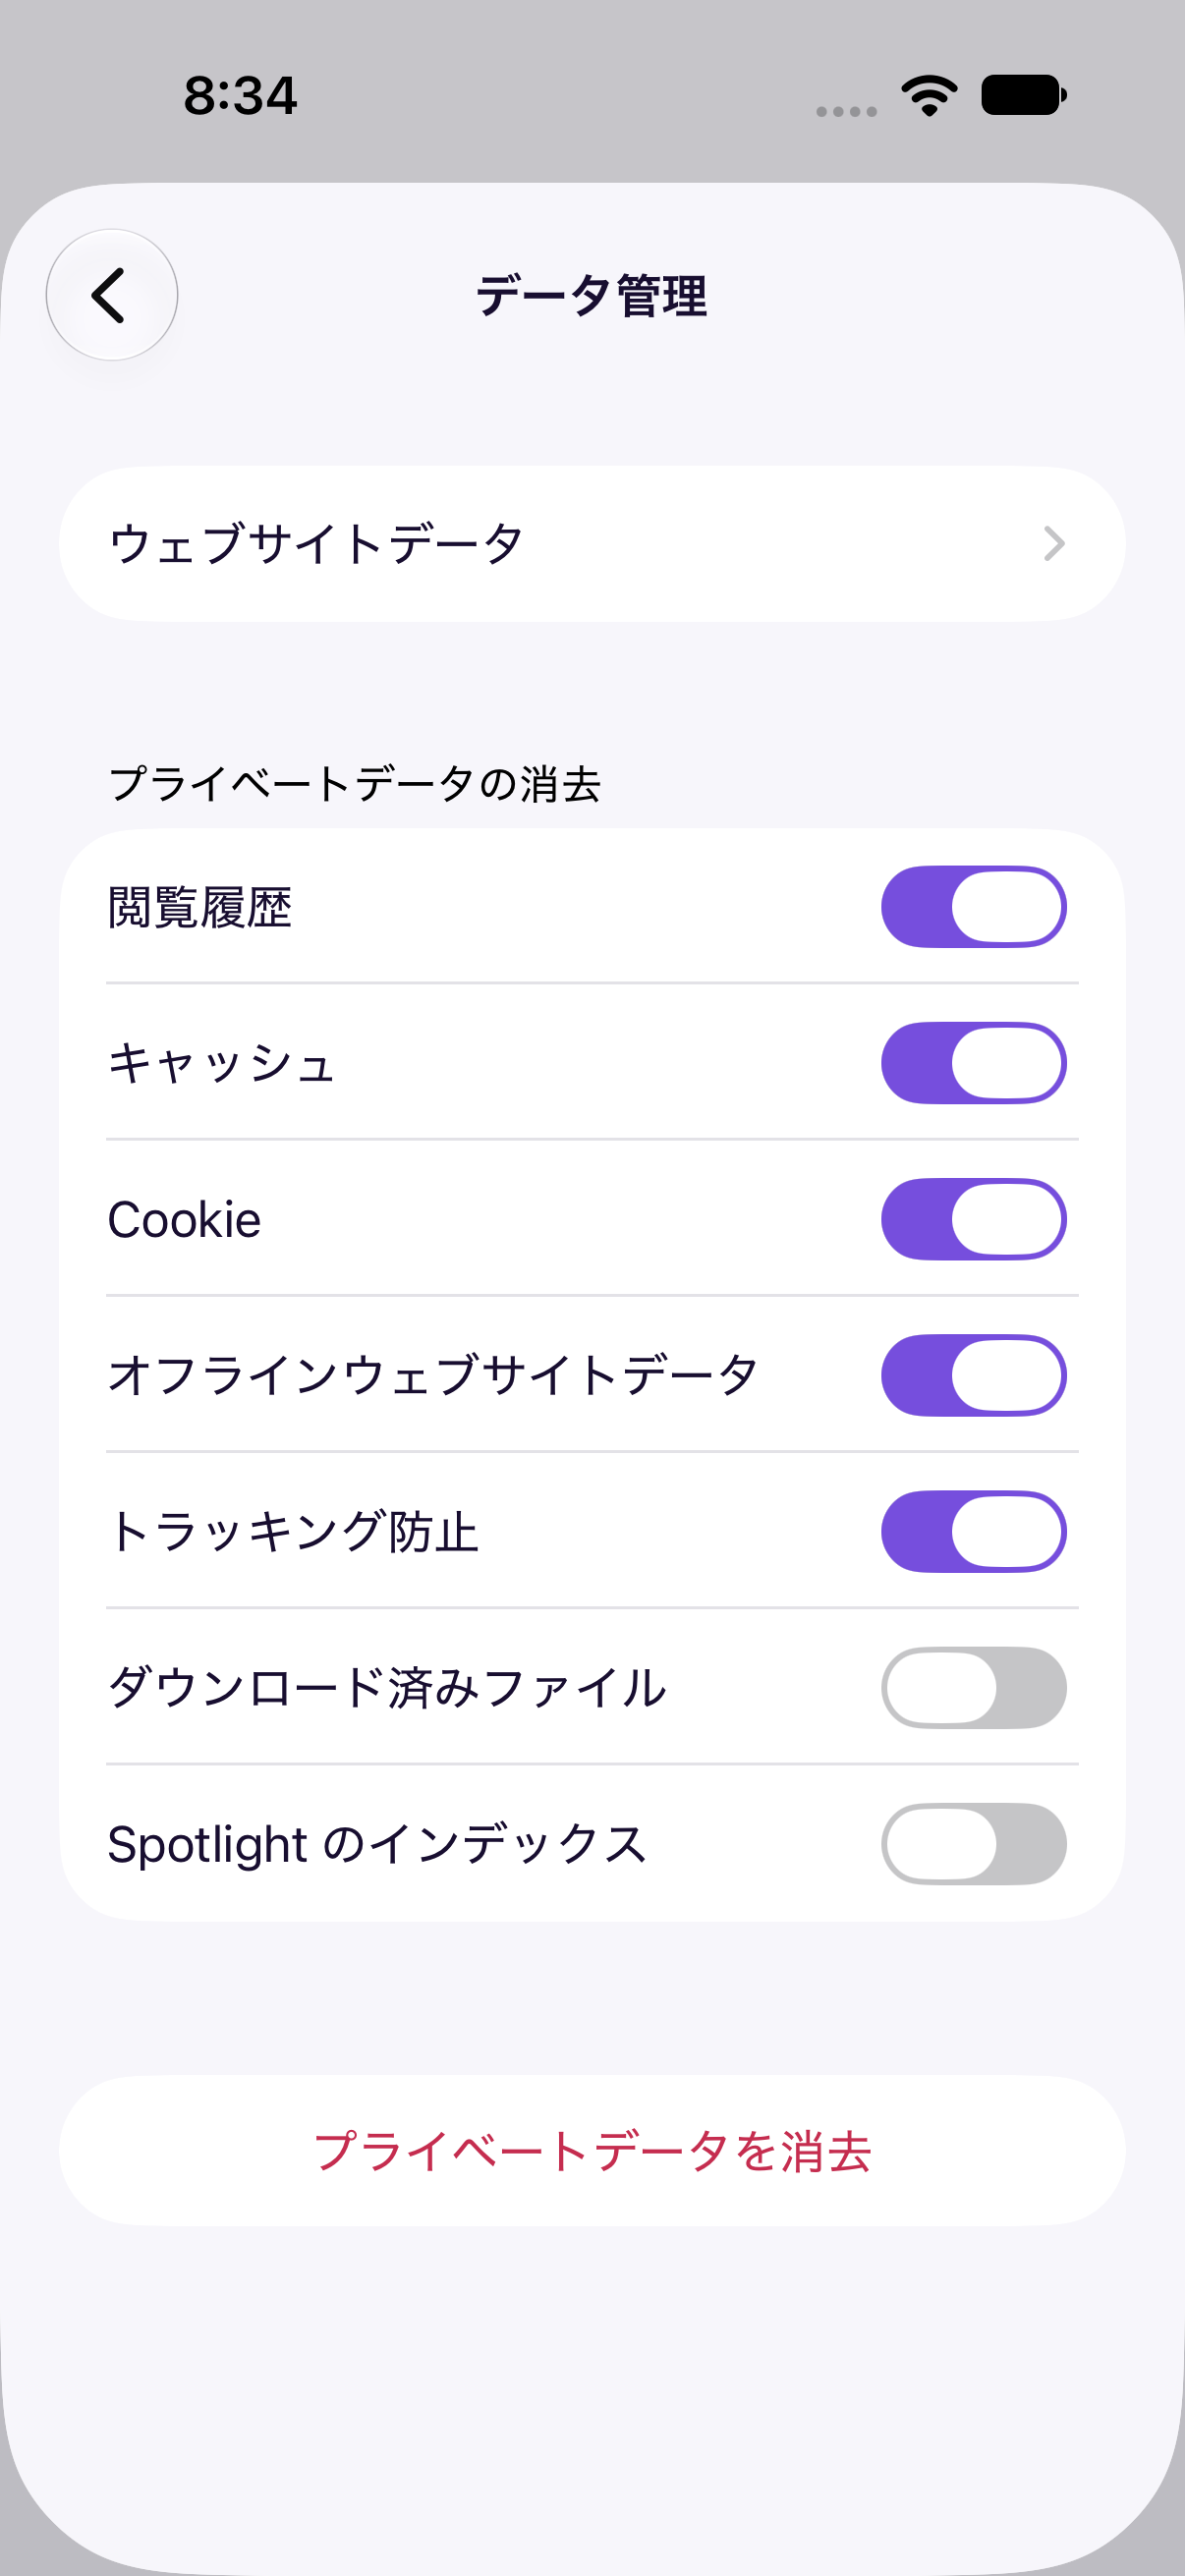 8:34
データ管理
ウェブサイトデータ
プライベートデータの消去
閲覧履歴
キャッシュ
Cookie
オフラインウェブサイトデータ
トラッキング防止
ダウンロード済みファイル
Spotlight のインデックス
プライベートデータを消去